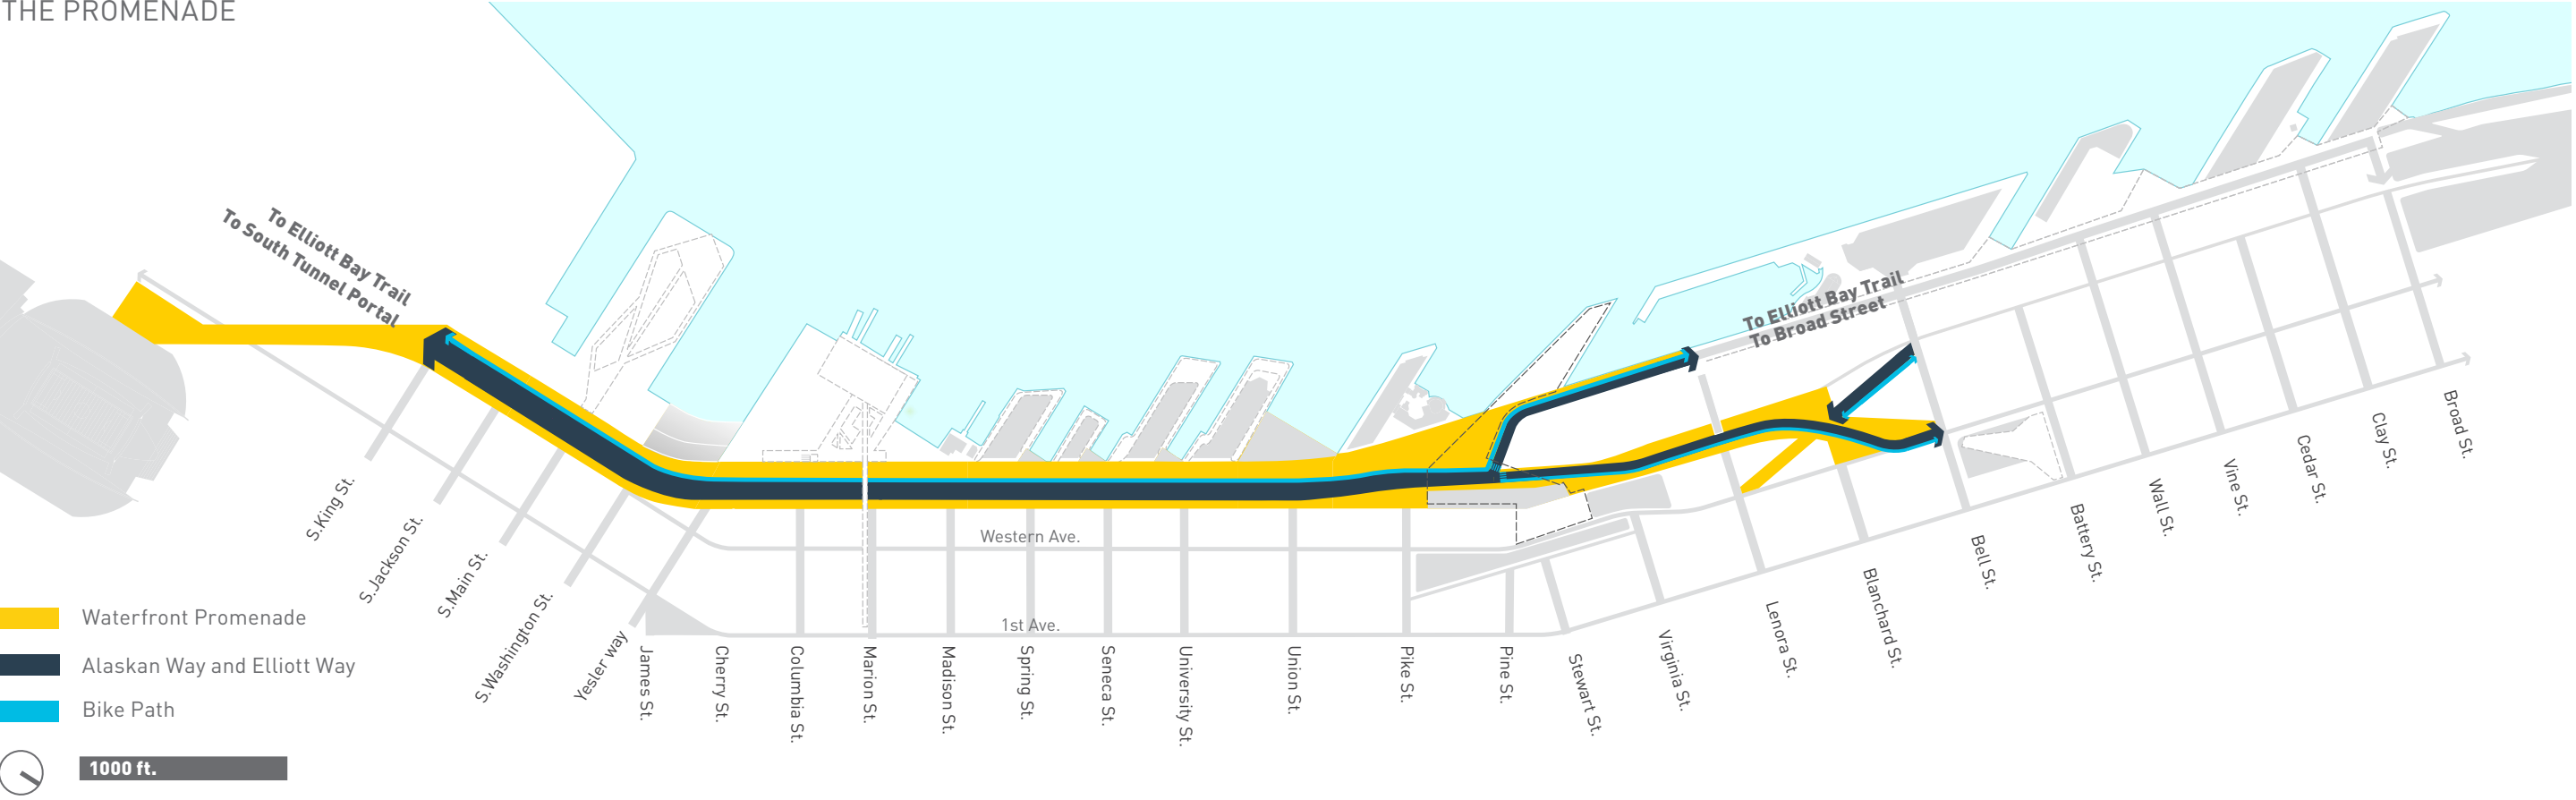 THE PROMENADE
To Elliott Bay Trail
To South Tunnel Portal
To Elliott Bay Trail
To Broad Street
S.King St.
S.Jackson St.
S.Main St.
S.Washington St.
Yesler way
James St.
Cherry St.
Columbia St.
Marion St.
Madison St.
Spring St.
Seneca St.
University St.
Union St.
Pike St.
Pine St.
Stewart St.
Virginia St.
Lenora St.
Blanchard St.
Bell St.
Battery St.
Wall St.
Vine St.
Cedar St.
Clay St.
Broad St.
Western Ave.
1st Ave.
Waterfront Promenade
Alaskan Way and Elliott Way
Bike Path
1000 ft.